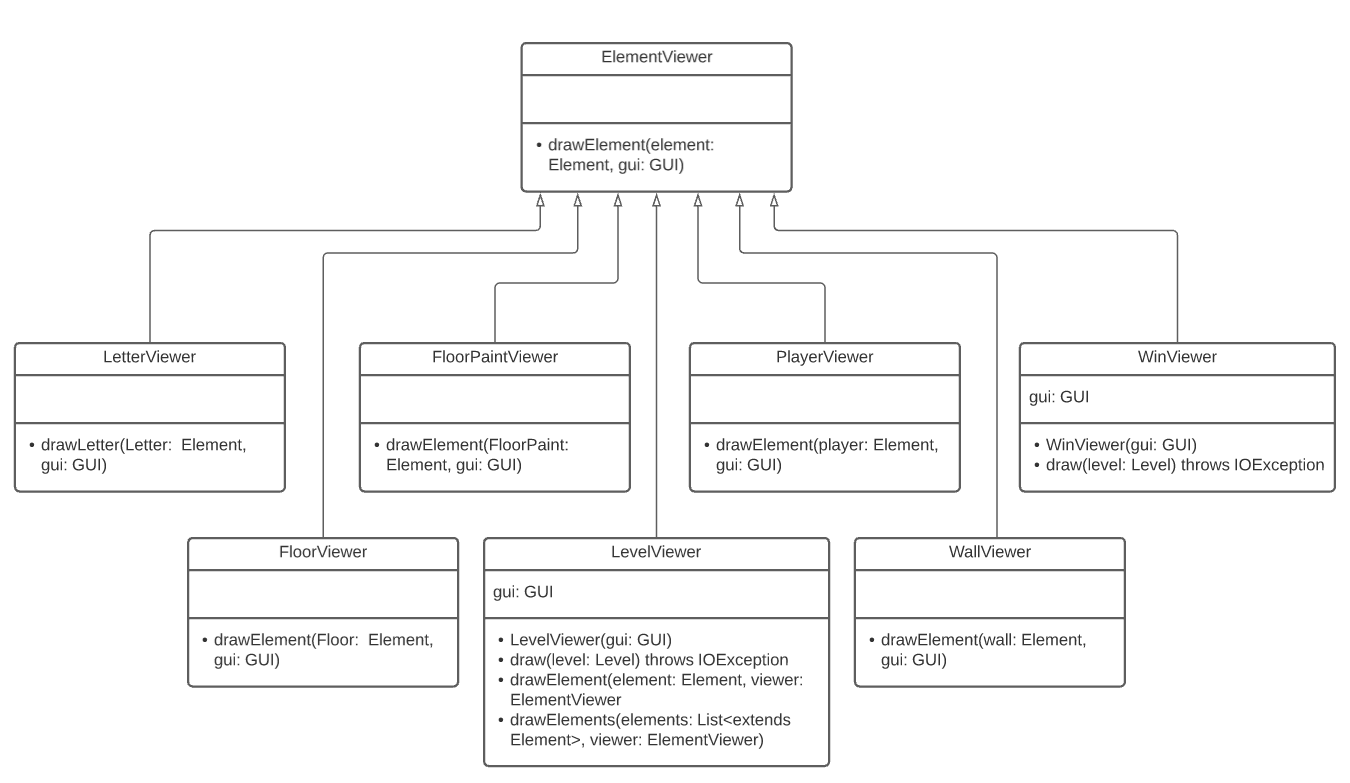 ElementViewer
• drawElement(element:
Element, gui: GUI)
LetterViewer
• drawLetter(Letter:  Element,
gui: GUI)
FloorPaintViewer
• drawElement(FloorPaint:
Element, gui: GUI)
PlayerViewer
• drawElement(player: Element,
gui: GUI)
WinViewer
gui: GUI
• WinViewer(gui: GUI)
• draw(level: Level) throws IOException
FloorViewer
• drawElement(Floor:  Element,
gui: GUI)
LevelViewer
gui: GUI
• LevelViewer(gui: GUI)
• draw(level: Level) throws IOException
• drawElement(element: Element, viewer:
ElementViewer
• drawElements(elements: List<extends
Element>, viewer: ElementViewer)
WallViewer
• drawElement(wall: Element,
gui: GUI)